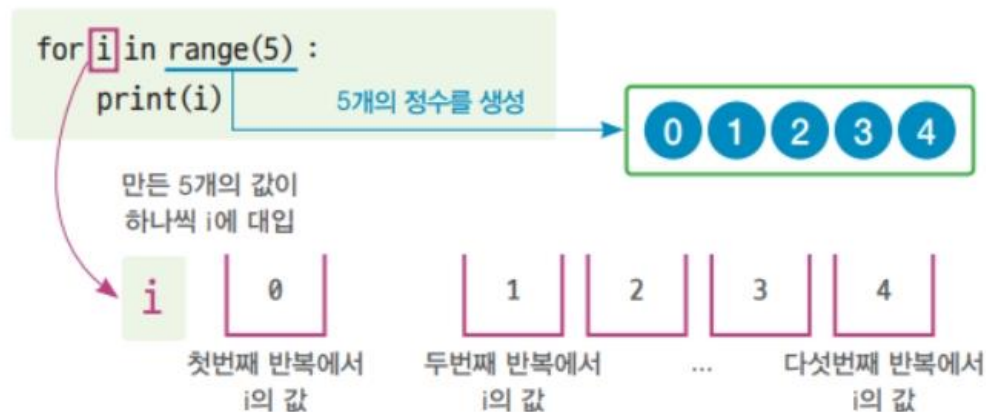 for i in range(5) :
print(i)
5개의 정수를 생성
0 1 2 3 4
만든 5개의 값이
하나씩 i에 대입
i
0 1 2 3 4
첫번째 반복에서
i의 값
두번째 반복에서
i의 값
...
다섯번째 반복에서
i의 값